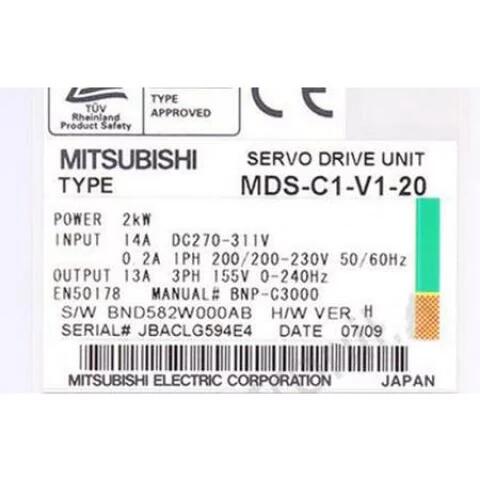 TÜV
Rheinland
Product Safety
TYPE
APPROVED
CE
MITSUBISHI SERVO DRIVE UNIT
TYPE MDS-C1-V1-20
POWER 2kW
INPUT 14A DC270-311V
0.2A 1PH 200/200-230V 50/60Hz
OUTPUT 13A 3PH 155V 0-240Hz
EN50178 MANUAL# BNP-C3000
S/W BND582W000AB H/W VER. H
SERIAL# JBACLG594E4 DATE 07/09
MITSUBISHI ELECTRIC CORPORATION JAPAN